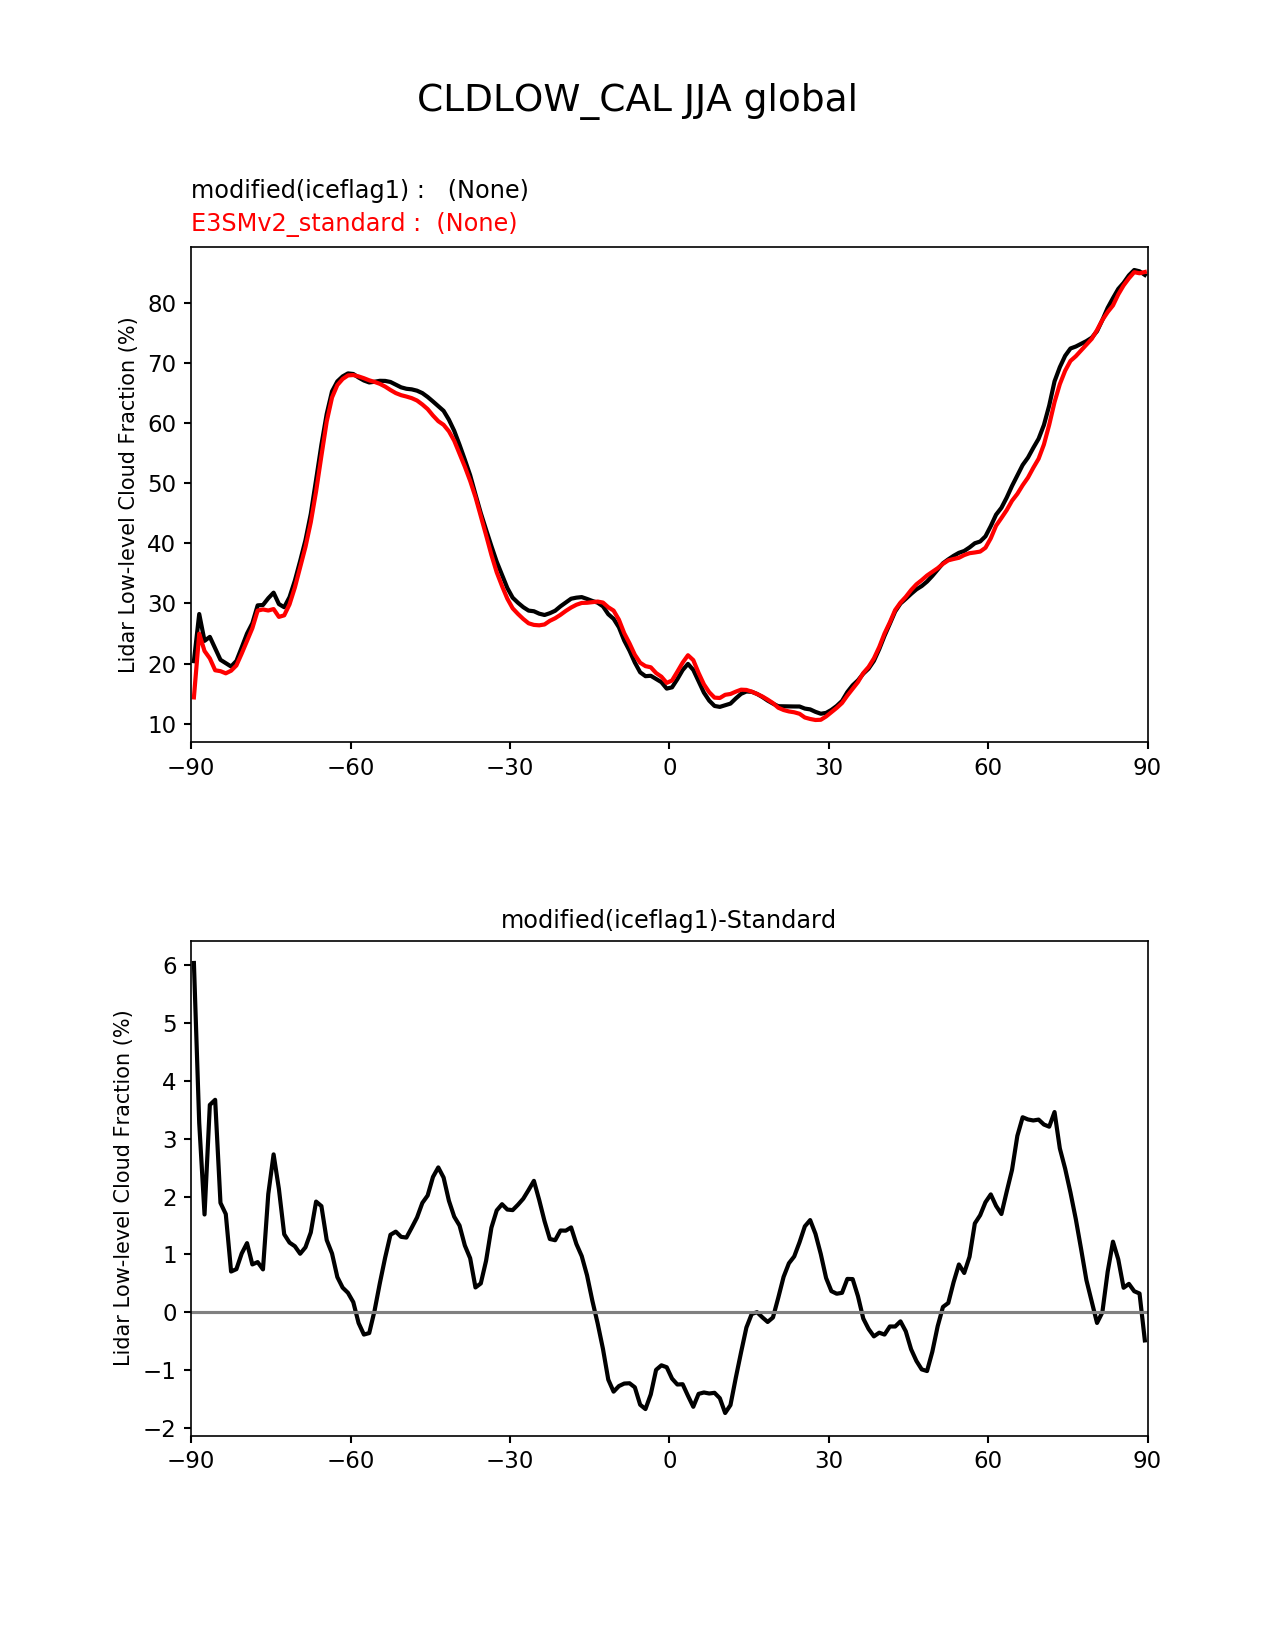 CLDLOW_CAL JJA global
modified(iceflag1) :   (None)
E3SMv2_standard :  (None)
Lidar Low-level Cloud Fraction (%)
80
70
60
50
40
30
20
10
−90 −60 −30 0 30 60 90
modified(iceflag1)-Standard
Lidar Low-level Cloud Fraction (%)
6
5
4
3
2
1
0
−1
−2
−90 −60 −30 0 30 60 90